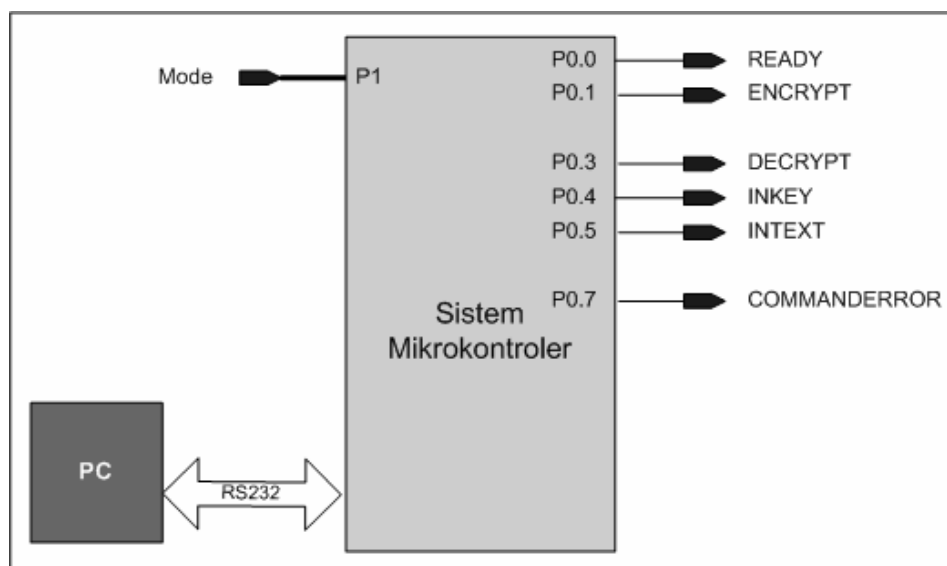 Mode
P1
P0.0
READY
P0.1
ENCRYPT
P0.3
DECRYPT
P0.4
INKEY
P0.5
INTEXT
P0.7
COMMANDERROR
Sistem
Mikrokontroler
PC
RS232